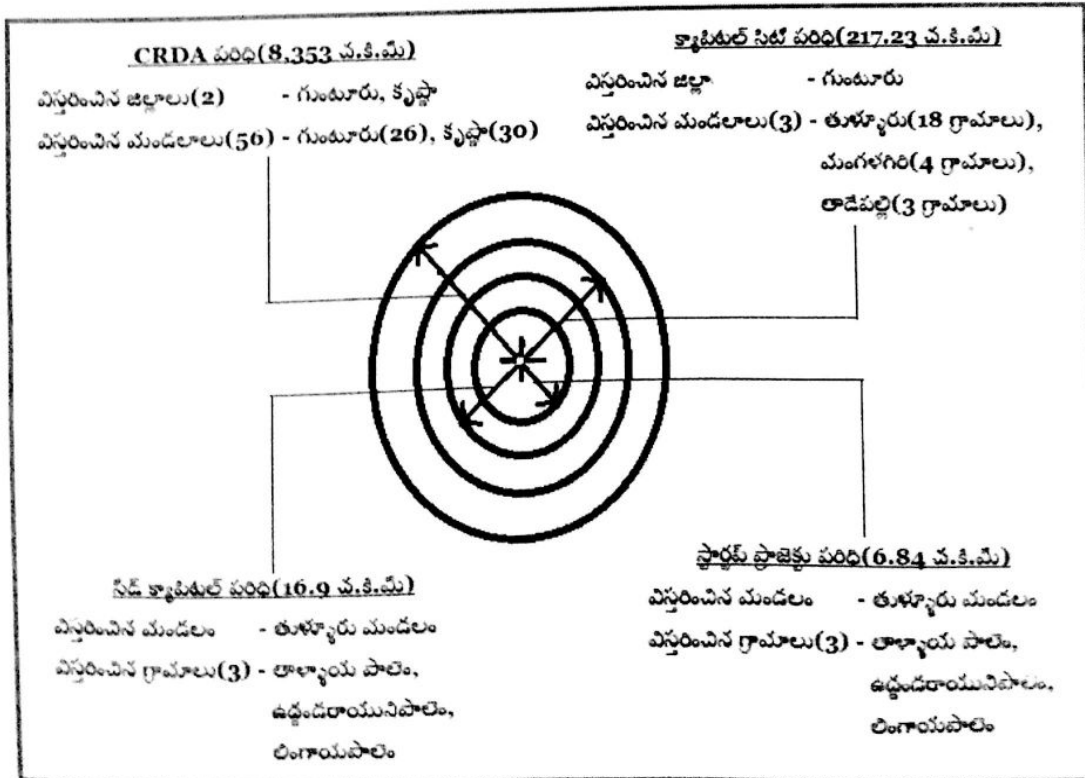 CRDA పరిధి(8,353 చ.కి.మీ)
విస్తరించిన జిల్లాలు(2) - గుంటూరు, కృష్ణా
విస్తరించిన మండలాలు(56) - గుంటూరు(26), కృష్ణా(30)
క్యాపిటల్ సిటీ పరిధి(217.23 చ.కి.మీ)
విస్తరించిన జిల్లా - గుంటూరు
విస్తరించిన మండలాలు(3) - తుళ్ళూరు(18 గ్రామాలు),
మంగళగిరి(4 గ్రామాలు),
తాడేపల్లి(3 గ్రామాలు)
సీడ్ క్యాపిటల్ పరిధి(16.9 చ.కి.మీ)
విస్తరించిన మండలం - తుళ్ళూరు మండలం
విస్తరించిన గ్రామాలు(3) - తాళ్ళాయ పాలెం,
ఉద్దండరాయునిపాలెం,
లింగాయపాలెం
స్టార్టప్ ప్రాజెక్టు పరిధి(6.84 చ.కి.మీ)
విస్తరించిన మండలం - తుళ్ళూరు మండలం
విస్తరించిన గ్రామాలు(3) - తాళ్ళాయ పాలెం,
ఉద్దండరాయునిపాలెం,
లింగాయపాలెం